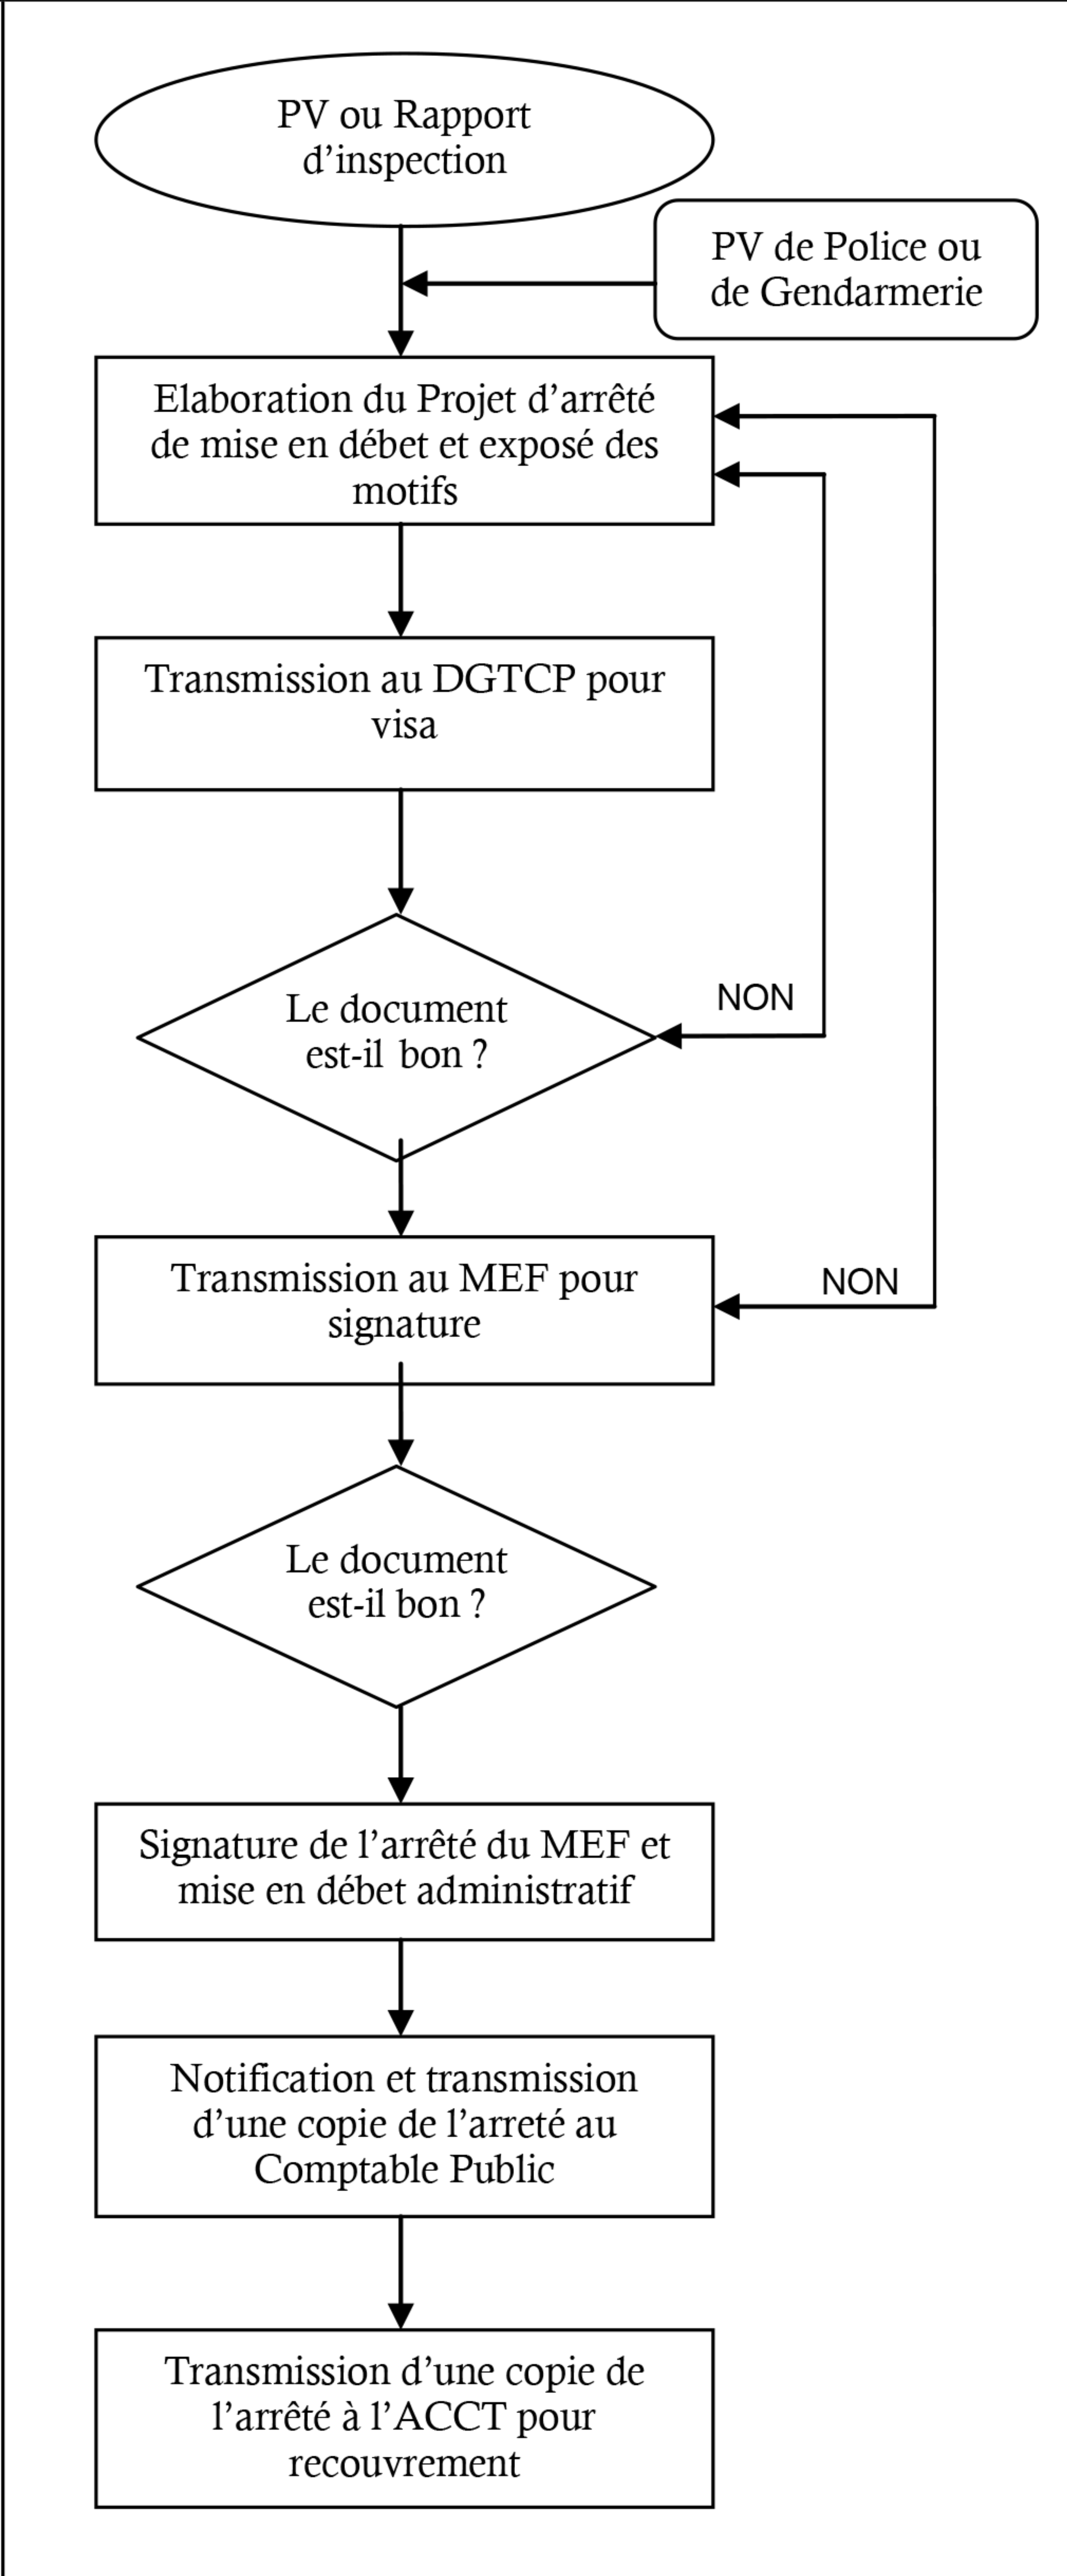 PV ou Rapport
d’inspection
PV de Police ou
de Gendarmerie
Elaboration du Projet d’arrêté
de mise en débet et exposé des
motifs
Transmission au DGTCP pour
visa
Le document
est-il bon ?
NON
Transmission au MEF pour
signature
NON
Le document
est-il bon ?
Signature de l’arrêté du MEF et
mise en débet administratif
Notification et transmission
d’une copie de l’arreté au
Comptable Public
Transmission d’une copie de
l’arrêté à l’ACCT pour
recouvrement